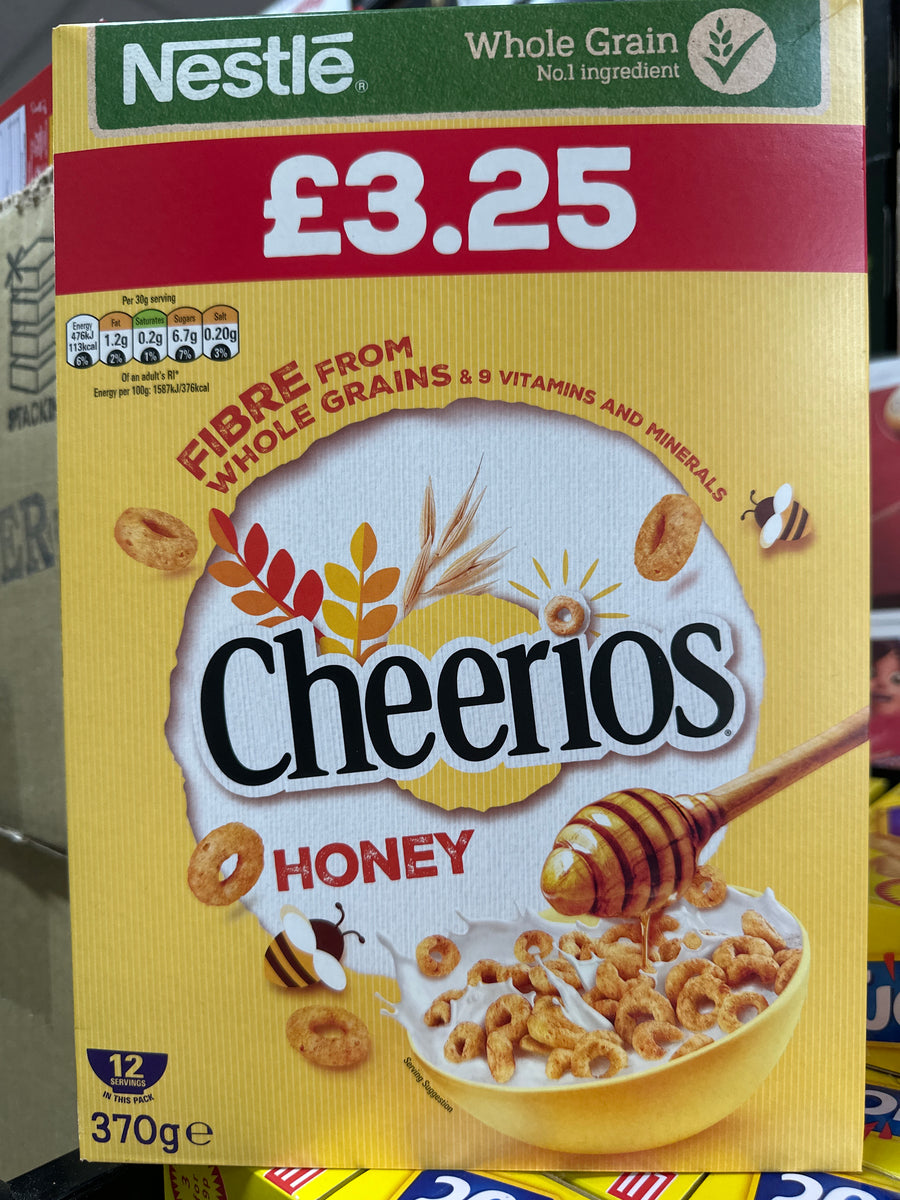 Nestlé®
Whole Grain
No.1 ingredient
£3.25
Per 30g serving
Energy
476kJ
113kcal
6%
Fat
1.2g
2%
Saturates
0.2g
1%
Sugars
6.7g
7%
Salt
0.20g
3%
Of an adult's RI*
Energy per 100g: 1587kJ/376kcal
FIBRE FROM
WHOLE GRAINS & 9 VITAMINS AND MINERALS
Cheerios®
HONEY
Serving Suggestion
12
SERVINGS
IN THIS PACK
370g℮